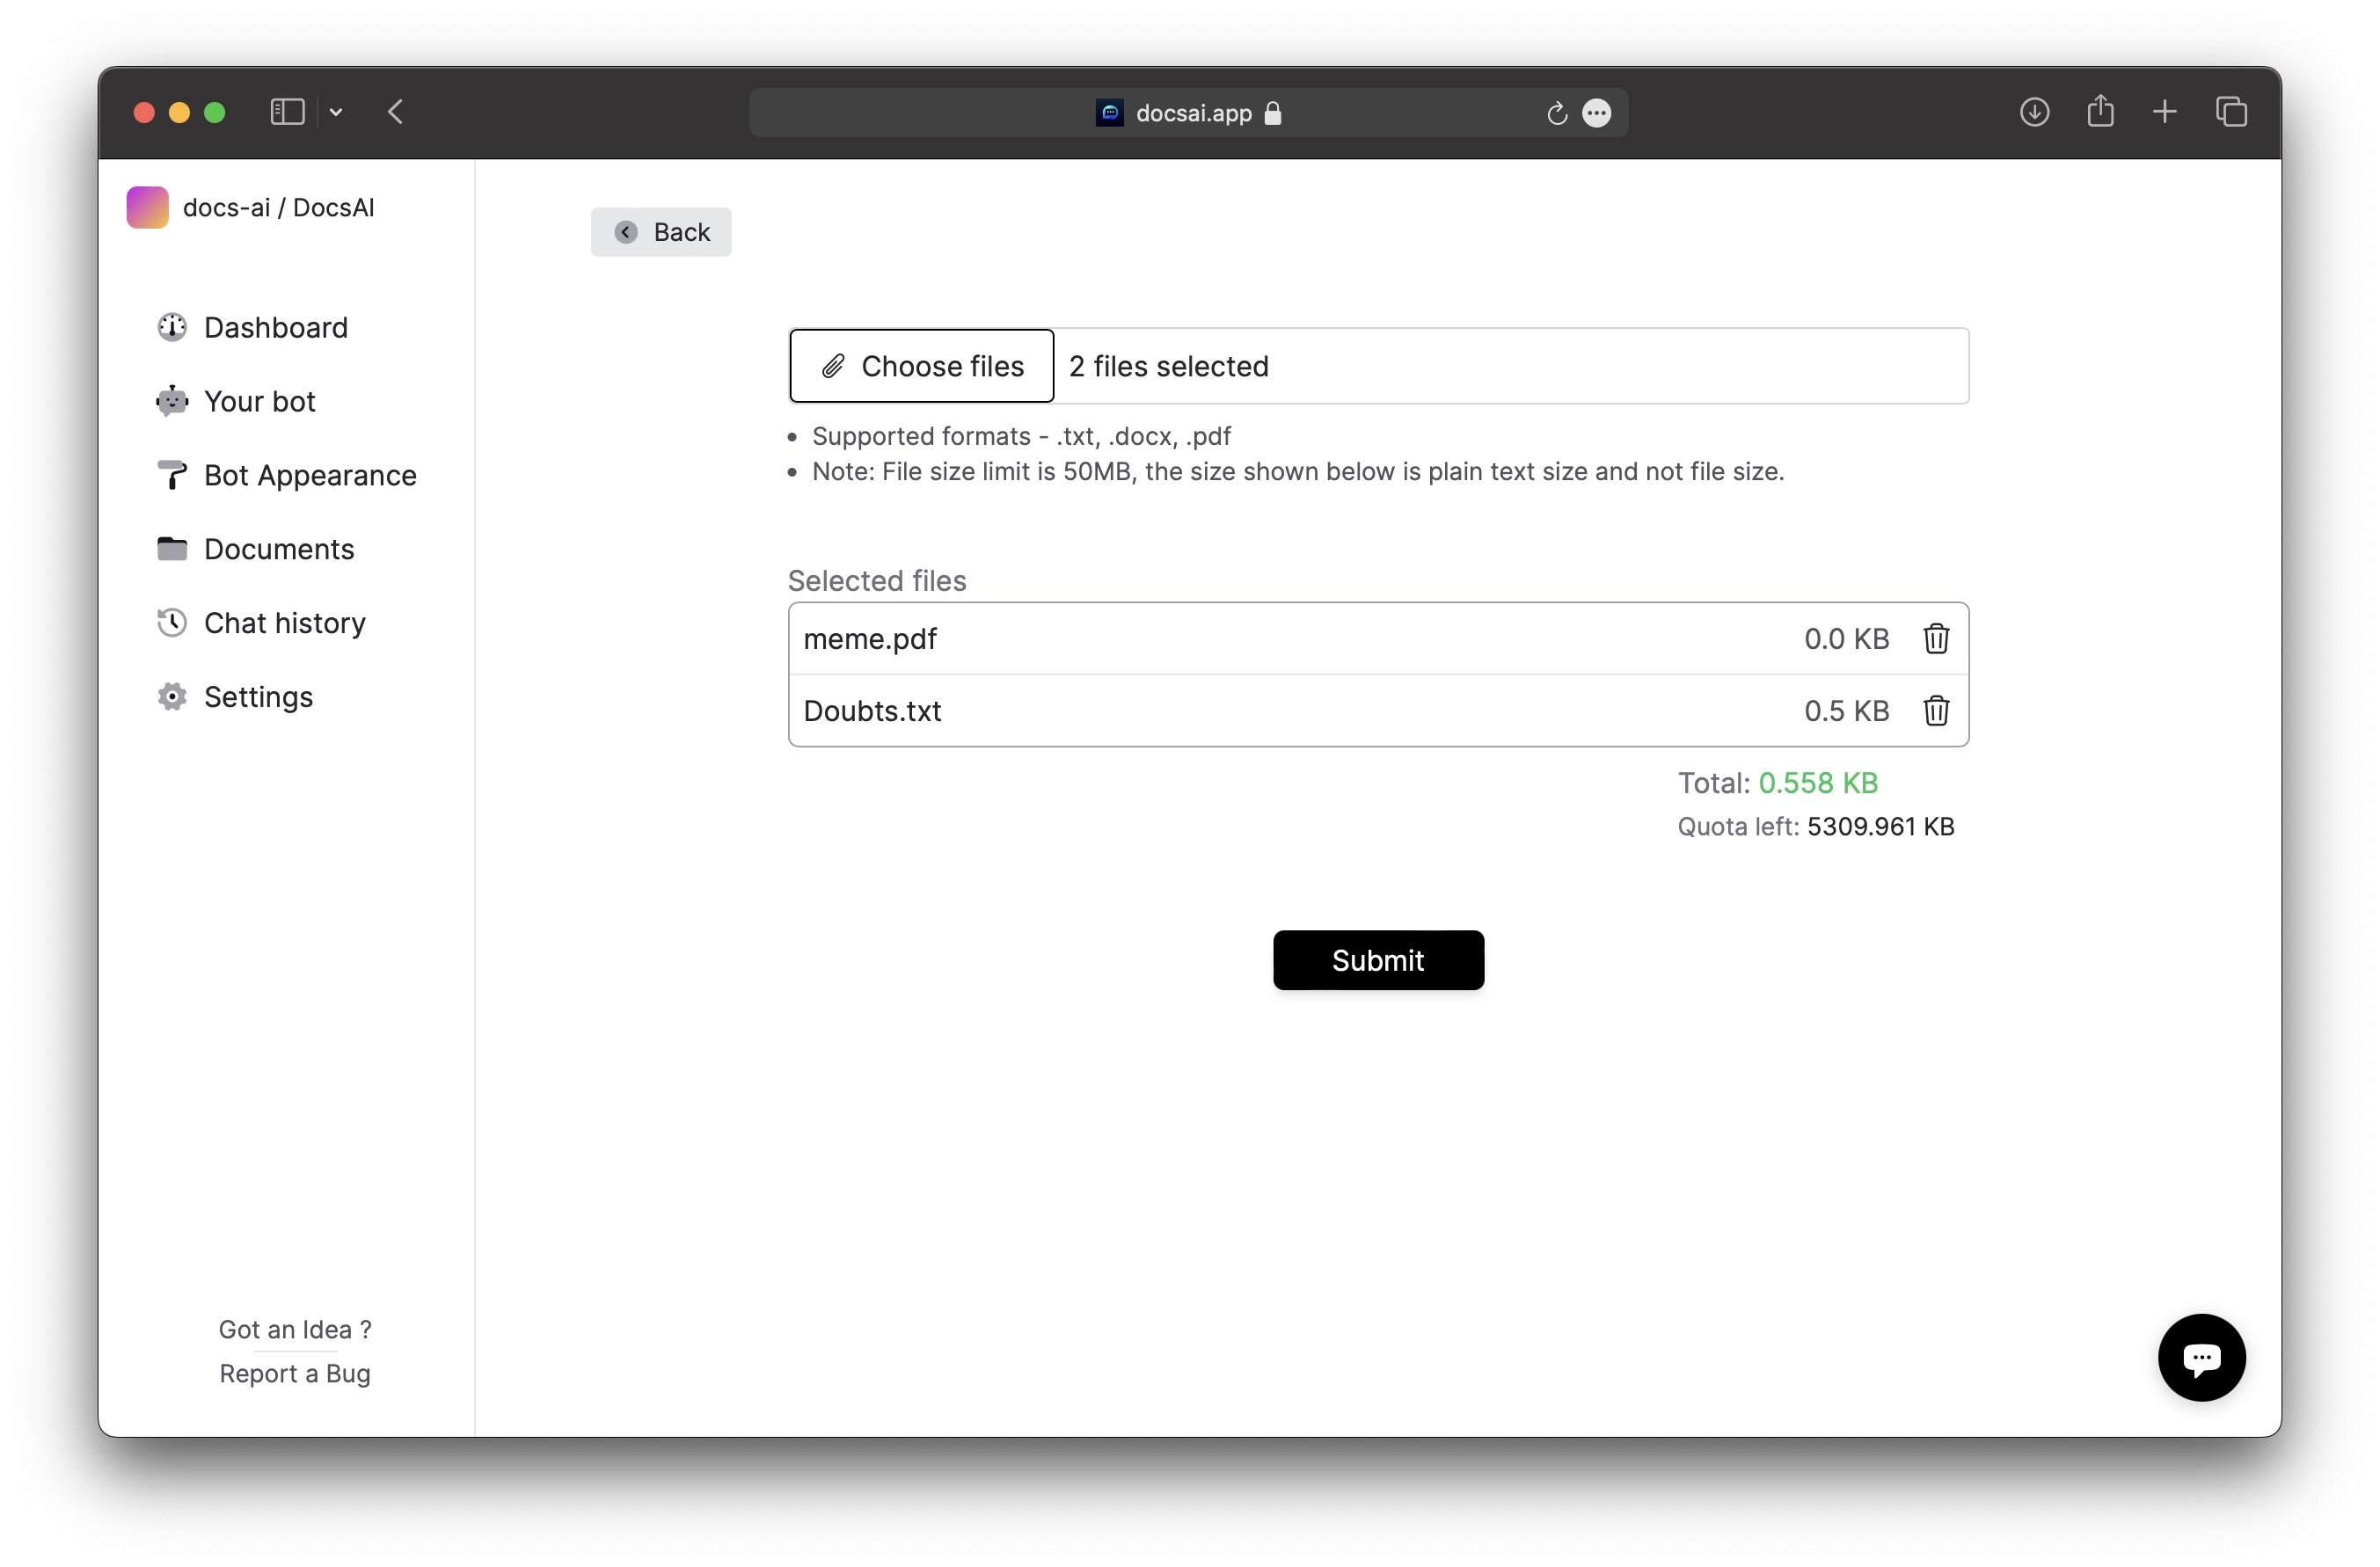 docsai.app
docs-ai / DocsAI
Dashboard
Your bot
Bot Appearance
Documents
Chat history
Settings
Got an Idea ?
Report a Bug
Back
Choose files 2 files selected
Supported formats - .txt, .docx, .pdf
Note: File size limit is 50MB, the size shown below is plain text size and not file size.
Selected files
meme.pdf 0.0 KB
Doubts.txt 0.5 KB
Total: 0.558 KB
Quota left: 5309.961 KB
Submit